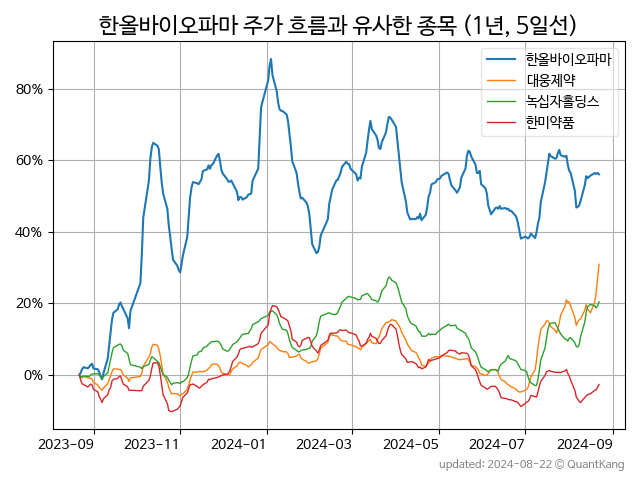 한올바이오파마 주가 흐름과 유사한 종목 (1년, 5일선)
한올바이오파마
대웅제약
녹십자홀딩스
한미약품
80%
60%
40%
20%
0%
2023-09 2023-11 2024-01 2024-03 2024-05 2024-07 2024-09
updated: 2024-08-22 © QuantKang